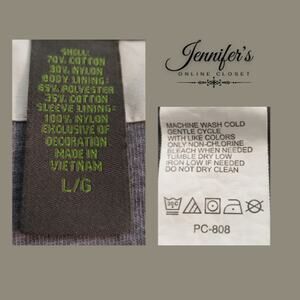 Jennifer's
ONLINE CLOSET
SHELL:
70% COTTON
30% NYLON
BODY LINING:
65% POLYESTER
35% COTTON
SLEEVE LINING:
100% NYLON
EXCLUSIVE OF
DECORATION
MADE IN
VIETNAM
L/G
MACHINE WASH COLD
GENTLE CYCLE
WITH LIKE COLORS
ONLY NON-CHLORINE
BLEACH WHEN NEEDED
TUMBLE DRY LOW
IRON LOW IF NEEDED
DO NOT DRY CLEAN
30C
PC-808